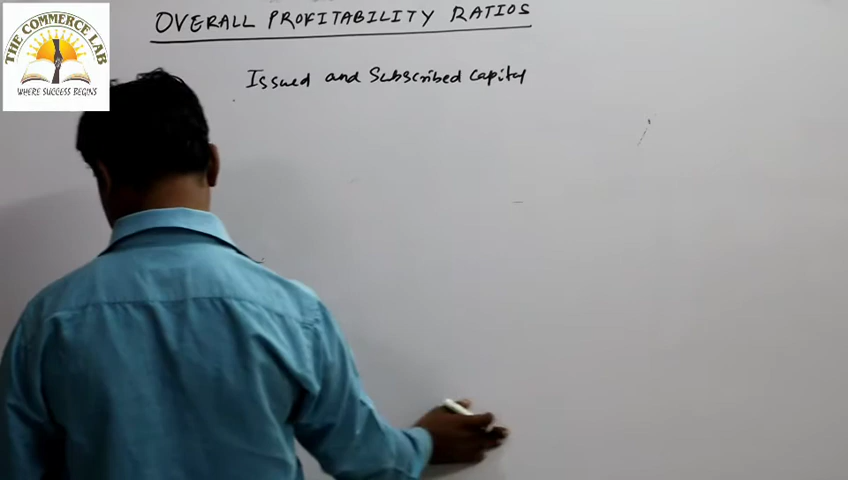 OVERALL PROFITABILITY RATIOS
THE COMMERCE LAB
WHERE SUCCESS BEGINS
Issued and Subscribed Capital